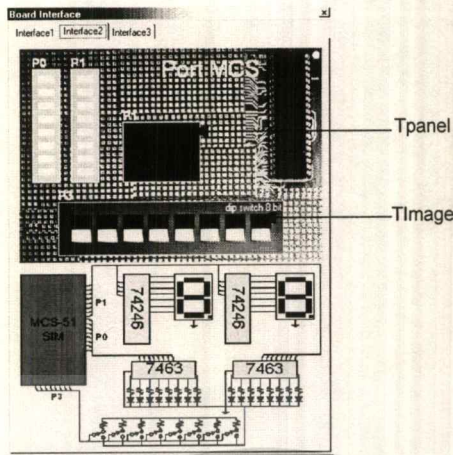 Board Interface
Interface1 Interface2 Interface3
P0 P1
Port MCS
Tpanel
dip switch 8 bit
TImage
P1
P0
MCS-51
SIM
74246
74246
7463
7463
P3